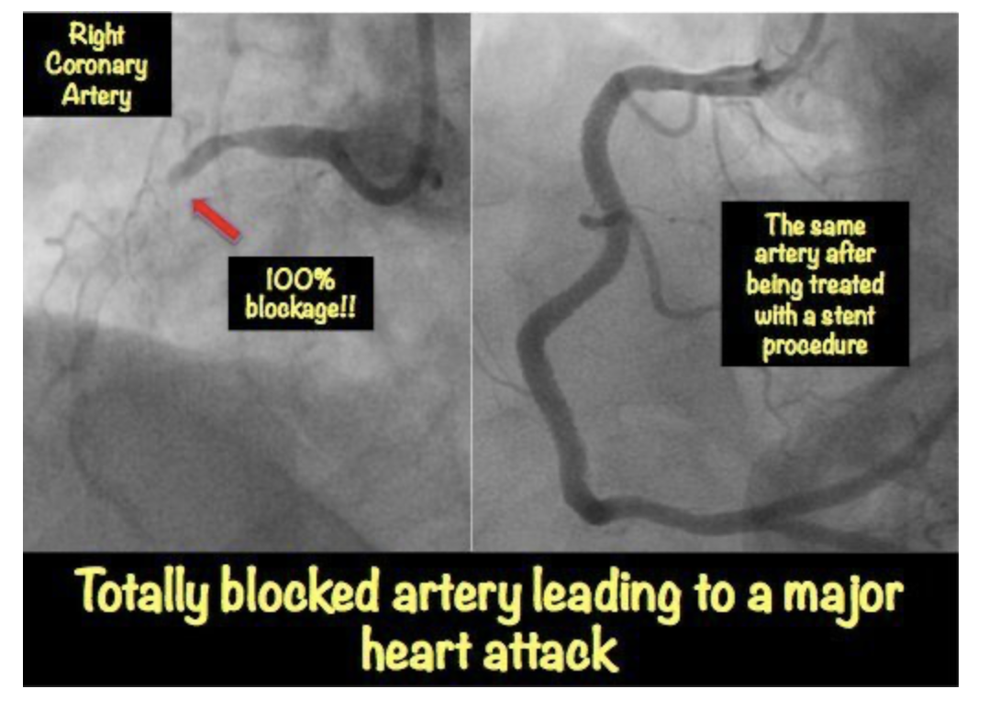 Right
Coronary
Artery
100%
blockage!!
The same
artery after
being treated
with a stent
procedure
Totally blocked artery leading to a major
heart attack